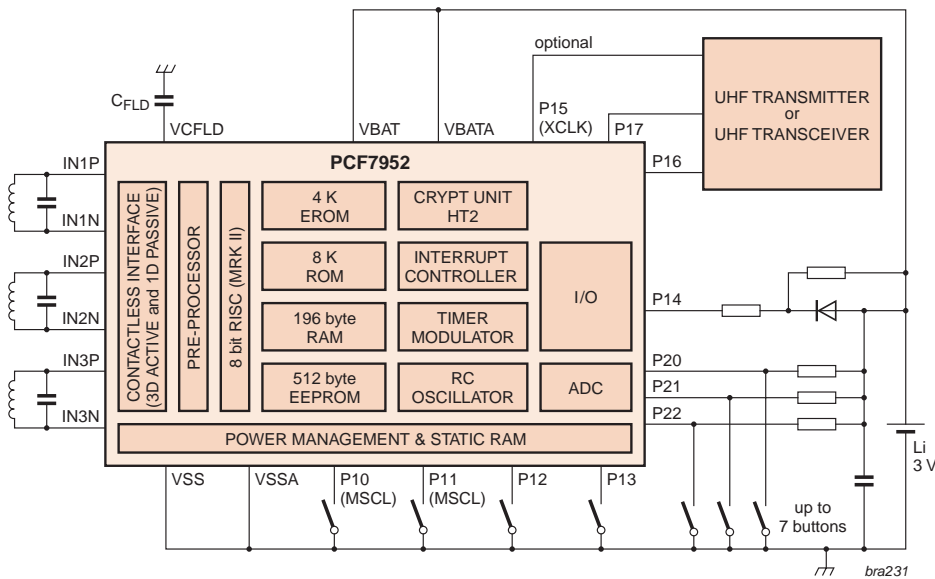 optional
UHF TRANSMITTER
or
UHF TRANSCEIVER
CFLD
VCFLD
VBAT
VBATA
P15
(XCLK)
P17
P16
PCF7952
IN1P
IN1N
IN2P
IN2N
IN3P
IN3N
CONTACTLESS INTERFACE
(3D ACTIVE and 1D PASSIVE)
PRE-PROCESSOR
8 bit RISC (MRK II)
4 K
EROM
CRYPT UNIT
HT2
8 K
ROM
INTERRUPT
CONTROLLER
196 byte
RAM
TIMER
MODULATOR
512 byte
EEPROM
RC
OSCILLATOR
I/O
ADC
P14
P20
P21
P22
POWER MANAGEMENT & STATIC RAM
VSS
VSSA
P10
(MSCL)
P11
(MSCL)
P12
P13
up to
7 buttons
Li
3 V
bra231